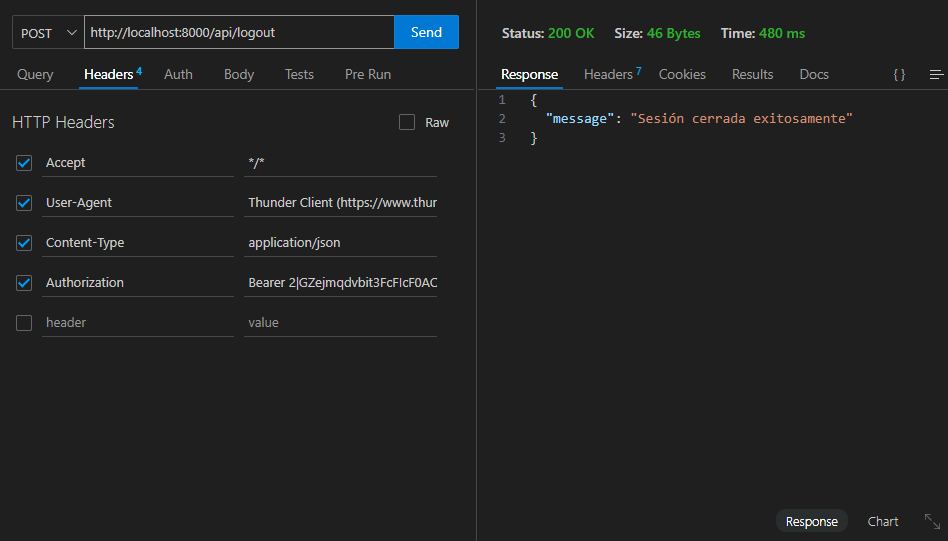 POST
http://localhost:8000/api/logout
Send
Query Headers 4 Auth Body Tests Pre Run
HTTP Headers
Raw
Accept */*
User-Agent Thunder Client (https://www.thur
Content-Type application/json
Authorization Bearer 2|GZejmqdvbit3FcFIcF0AC
header value
Status: 200 OK Size: 46 Bytes Time: 480 ms
Response Headers 7 Cookies Results Docs { }
1 {
2 "message": "Sesión cerrada exitosamente"
3 }
Response Chart